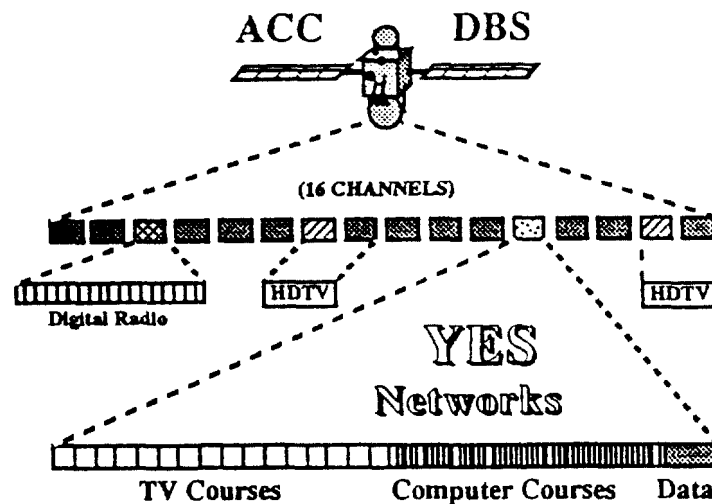 ACC DBS
(16 CHANNELS)
HDTV HDTV
Digital Radio
YES
Networks
TV Courses Computer Courses Data